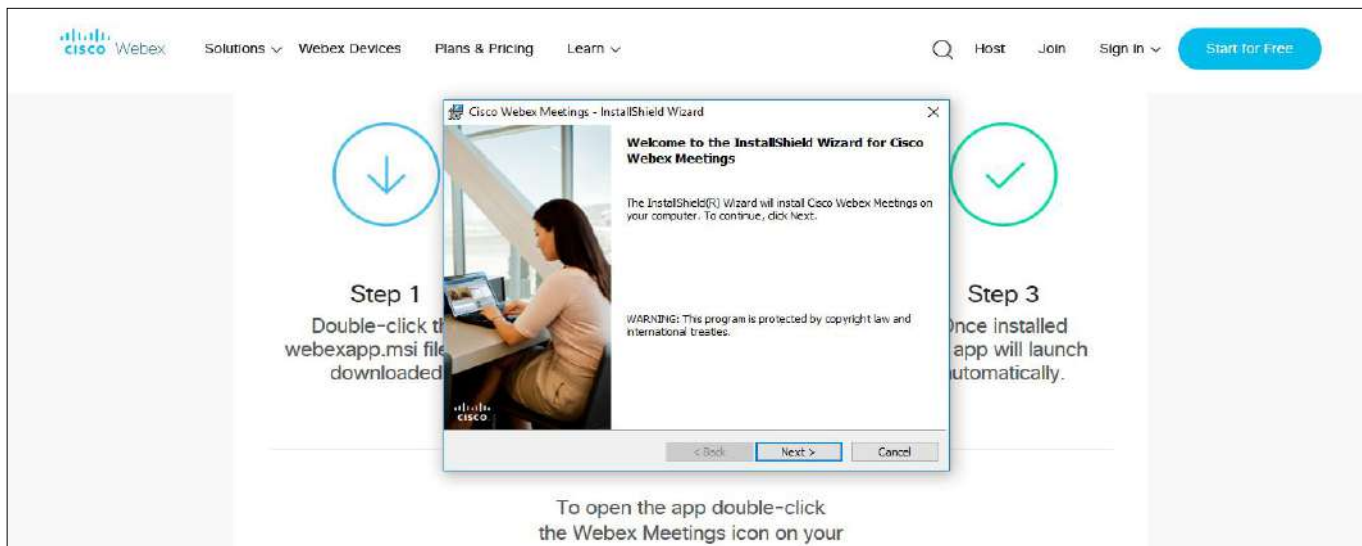 CISCO Webex Solutions Webex Devices Plans & Pricing Learn Host Join Sign In Start for Free
Cisco Webex Meetings - InstallShield Wizard
Welcome to the InstallShield Wizard for Cisco
Webex Meetings
The InstallShield(R) Wizard will install Cisco Webex Meetings on
your computer. To continue, click Next.
WARNING: This program is protected by copyright law and
international treaties.
CISCO
< Back Next > Cancel
Step 1
Double-click
webexapp.msi
downloaded
Step 3
installed
app will launch
To open the app double-click
the Webex Meetings icon on your